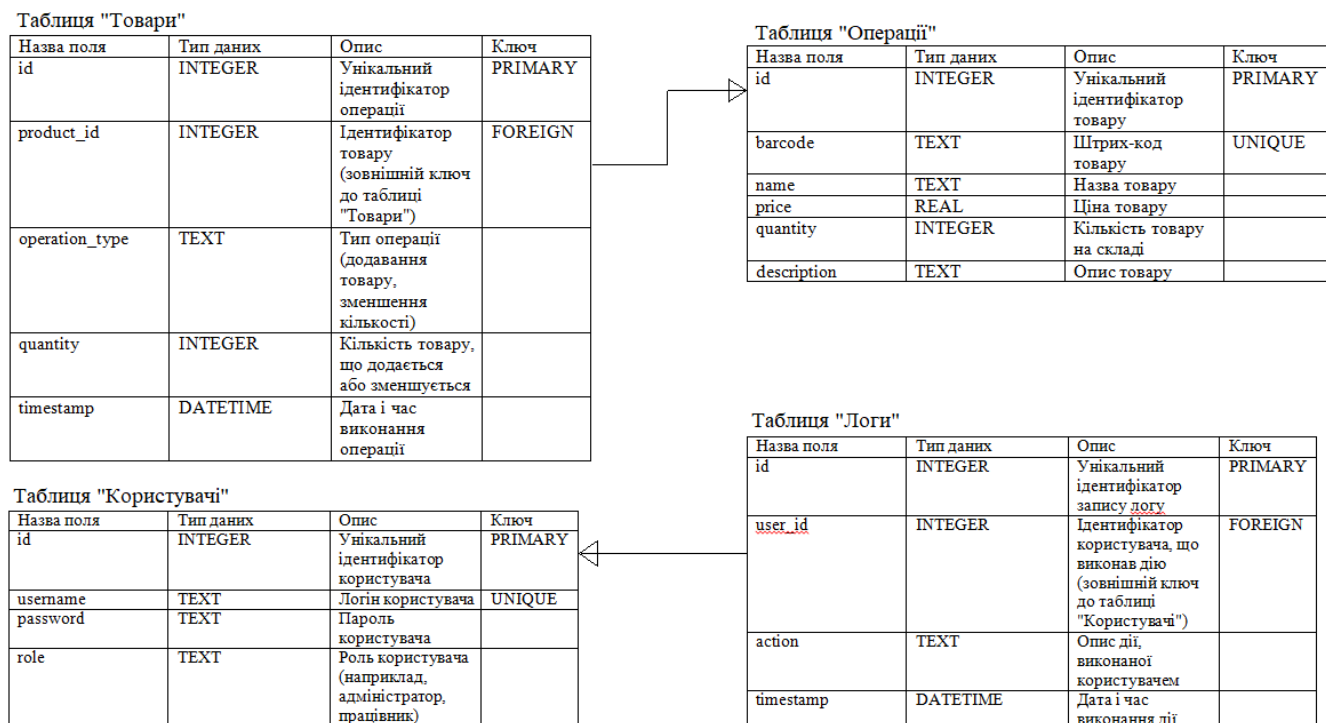 Таблиця "Товари"
Назва поля Тип даних Опис Ключ
id INTEGER Унікальний PRIMARY
ідентифікатор
операції
product_id INTEGER Ідентифікатор FOREIGN
товару
(зовнішній ключ
до таблиці
"Товари")
operation_type TEXT Тип операції
(додавання
товару,
зменшення
кількості)
quantity INTEGER Кількість товару,
що додається
або зменшується
timestamp DATETIME Дата і час
виконання
операції
Таблиця "Операції"
Назва поля Тип даних Опис Ключ
id INTEGER Унікальний PRIMARY
ідентифікатор
товару
barcode TEXT Штрих-код UNIQUE
товару
name TEXT Назва товару
price REAL Ціна товару
quantity INTEGER Кількість товару
на складі
description TEXT Опис товару
Таблиця "Користувачі"
Назва поля Тип даних Опис Ключ
id INTEGER Унікальний PRIMARY
ідентифікатор
користувача
username TEXT Логін користувача UNIQUE
password TEXT Пароль
користувача
role TEXT Роль користувача
(наприклад,
адміністратор,
працівник)
Таблиця "Логи"
Назва поля Тип даних Опис Ключ
id INTEGER Унікальний PRIMARY
ідентифікатор
запису логу
user_id INTEGER Ідентифікатор FOREIGN
користувача, що
виконав дію
(зовнішній ключ
до таблиці
"Користувачі")
action TEXT Опис дії,
виконаної
користувачем
timestamp DATETIME Дата і час
виконання дії